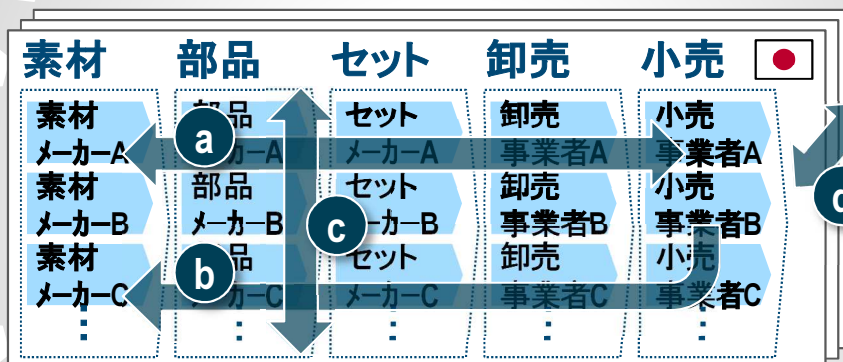 素材 部品 セット 卸売 小売
素材 部品 セット 卸売 小売
メーカーA メーカーA メーカーA 事業者A 事業者A
a
素材 部品 セット 卸売 小売
メーカーB メーカーB メーカーB 事業者B 事業者B
c
d
素材 部品 セット 卸売 小売
b
メーカーC メーカーC メーカーC 事業者C 事業者C
： ： ： ： ：